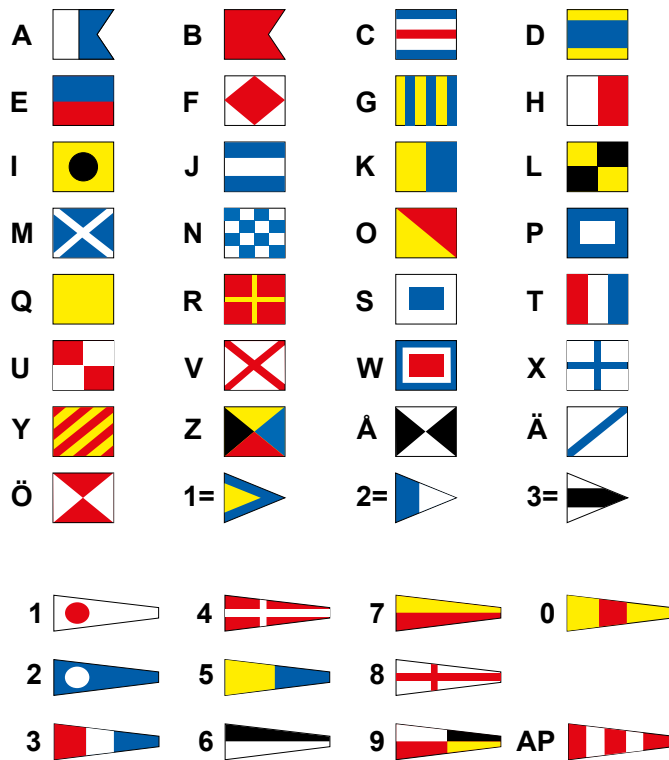 A B C D
E F G H
I J K L
M N O P
Q R S T
U V W X
Y Z Å Ä
Ö 1= 2= 3=
1 4 7 0
2 5 8
3 6 9 AP